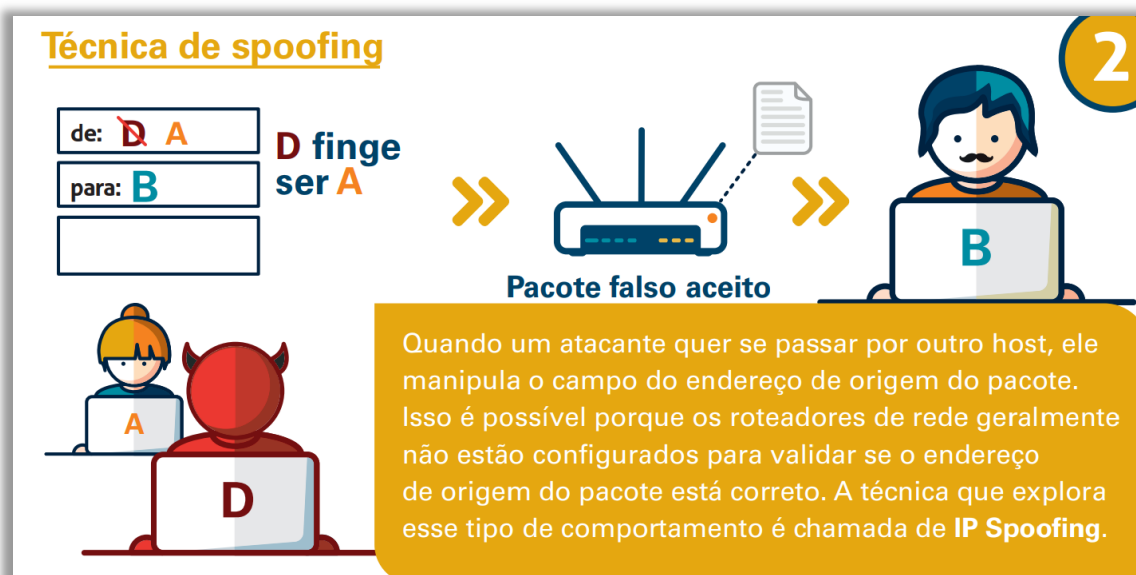 Técnica de spoofing
2
de: D A
para: B
D finge
ser A
Pacote falso aceito
B
A
D
Quando um atacante quer se passar por outro host, ele
manipula o campo do endereço de origem do pacote.
Isso é possível porque os roteadores de rede geralmente
não estão configurados para validar se o endereço
de origem do pacote está correto. A técnica que explora
esse tipo de comportamento é chamada de IP Spoofing.